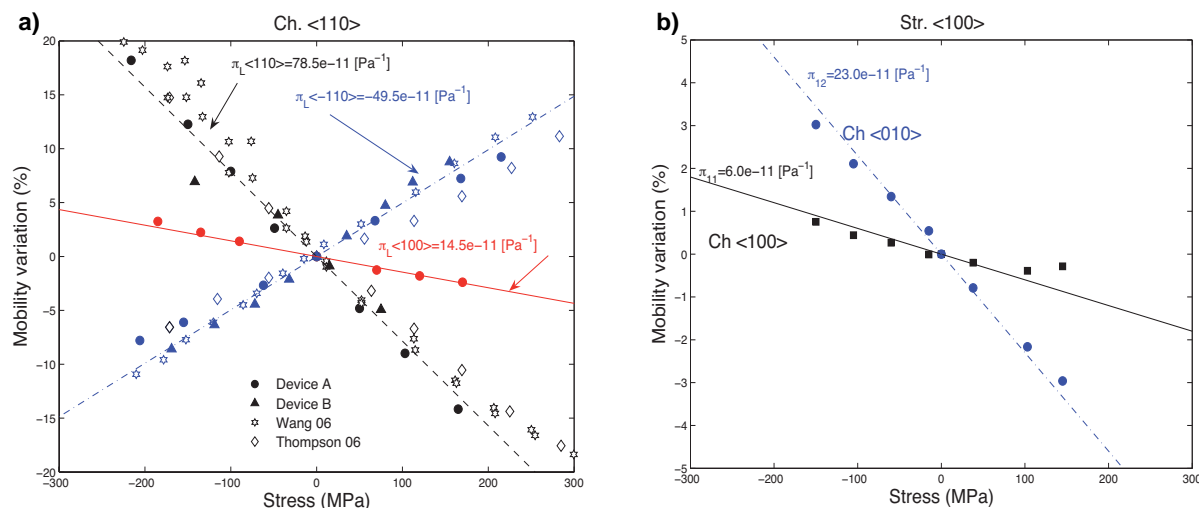 a)
Ch. <110>
20
15
10
5
0
−5
−10
−15
−20
Mobility variation (%)
π_L<110>=78.5e−11 [Pa⁻¹]
π_L<−110>=−49.5e−11 [Pa⁻¹]
π_L<100>=14.5e−11 [Pa⁻¹]
Device A
Device B
Wang 06
Thompson 06
−300 −200 −100 0 100 200 300
Stress (MPa)
b)
Str. <100>
5
4
3
2
1
0
−1
−2
−3
−4
−5
Mobility variation (%)
π₁₂=23.0e−11 [Pa⁻¹]
Ch <010>
π₁₁=6.0e−11 [Pa⁻¹]
Ch <100>
−300 −200 −100 0 100 200 300
Stress (MPa)